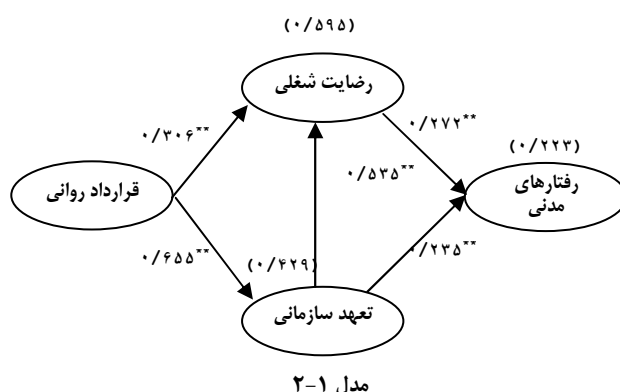 (۰/۵۹۵)
رضایت شغلی
۰/۳۰۶**
۰/۲۷۲**
(۰/۲۲۳)
قرارداد روانی
۰/۵۳۵**
رفتارهای
مدنی
۰/۶۵۵**
(۰/۴۲۹)
۰/۲۳۵**
تعهد سازمانی
مدل ۱-۲